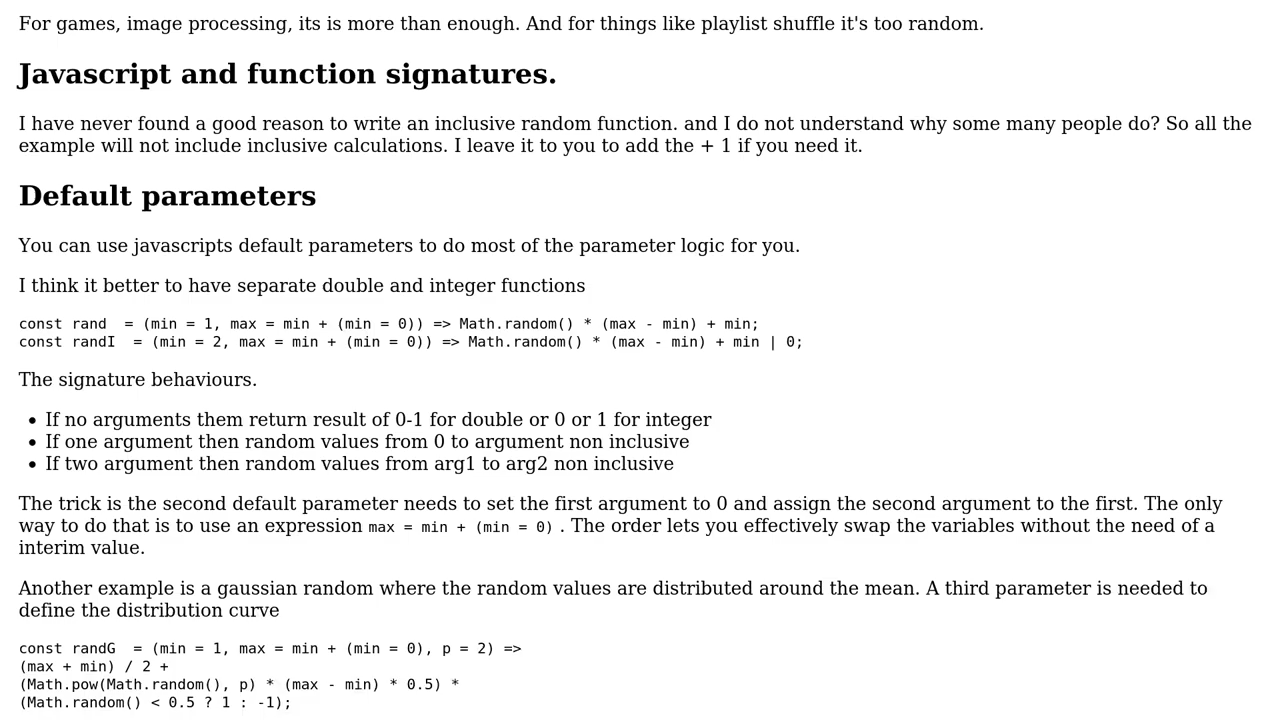 For games, image processing, its is more than enough. And for things like playlist shuffle it's too random.
Javascript and function signatures.
I have never found a good reason to write an inclusive random function. and I do not understand why some many people do? So all the
example will not include inclusive calculations. I leave it to you to add the + 1 if you need it.
Default parameters
You can use javascripts default parameters to do most of the parameter logic for you.
I think it better to have separate double and integer functions
const rand  = (min = 1, max = min + (min = 0)) => Math.random() * (max - min) + min;
const randI  = (min = 2, max = min + (min = 0)) => Math.random() * (max - min) + min | 0;
The signature behaviours.
• If no arguments them return result of 0-1 for double or 0 or 1 for integer
• If one argument then random values from 0 to argument non inclusive
• If two argument then random values from arg1 to arg2 non inclusive
The trick is the second default parameter needs to set the first argument to 0 and assign the second argument to the first. The only
way to do that is to use an expression max = min + (min = 0) . The order lets you effectively swap the variables without the need of a
interim value.
Another example is a gaussian random where the random values are distributed around the mean. A third parameter is needed to
define the distribution curve
const randG  = (min = 1, max = min + (min = 0), p = 2) =>
(max + min) / 2 +
(Math.pow(Math.random(), p) * (max - min) * 0.5) *
(Math.random() < 0.5 ? 1 : -1);